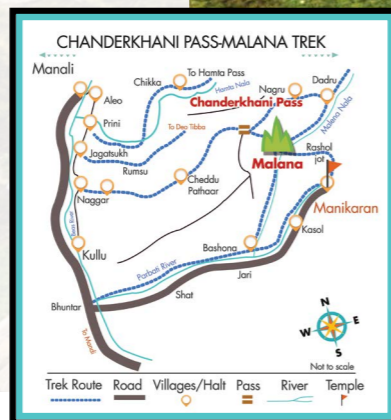 CHANDERKHANI PASS-MALANA TREK
Manali
To Hamta Pass
Chikka
Aleo
Hamta Nala
Nagru
Dadru
Chanderkhani Pass
Prini
To Deo Tibba
Malena Nala
Jagatsukh
Rumsu
Malana
Rashol
jot
Cheddu
Pathaar
Naggar
Manikaran
Kullu
Kasol
Bashona
Parbati River
Jari
Shat
Bhuntar
To Mandi
N
W
E
S
Not to scale
Trek Route
Road
Villages/Halt
Pass
River
Temple